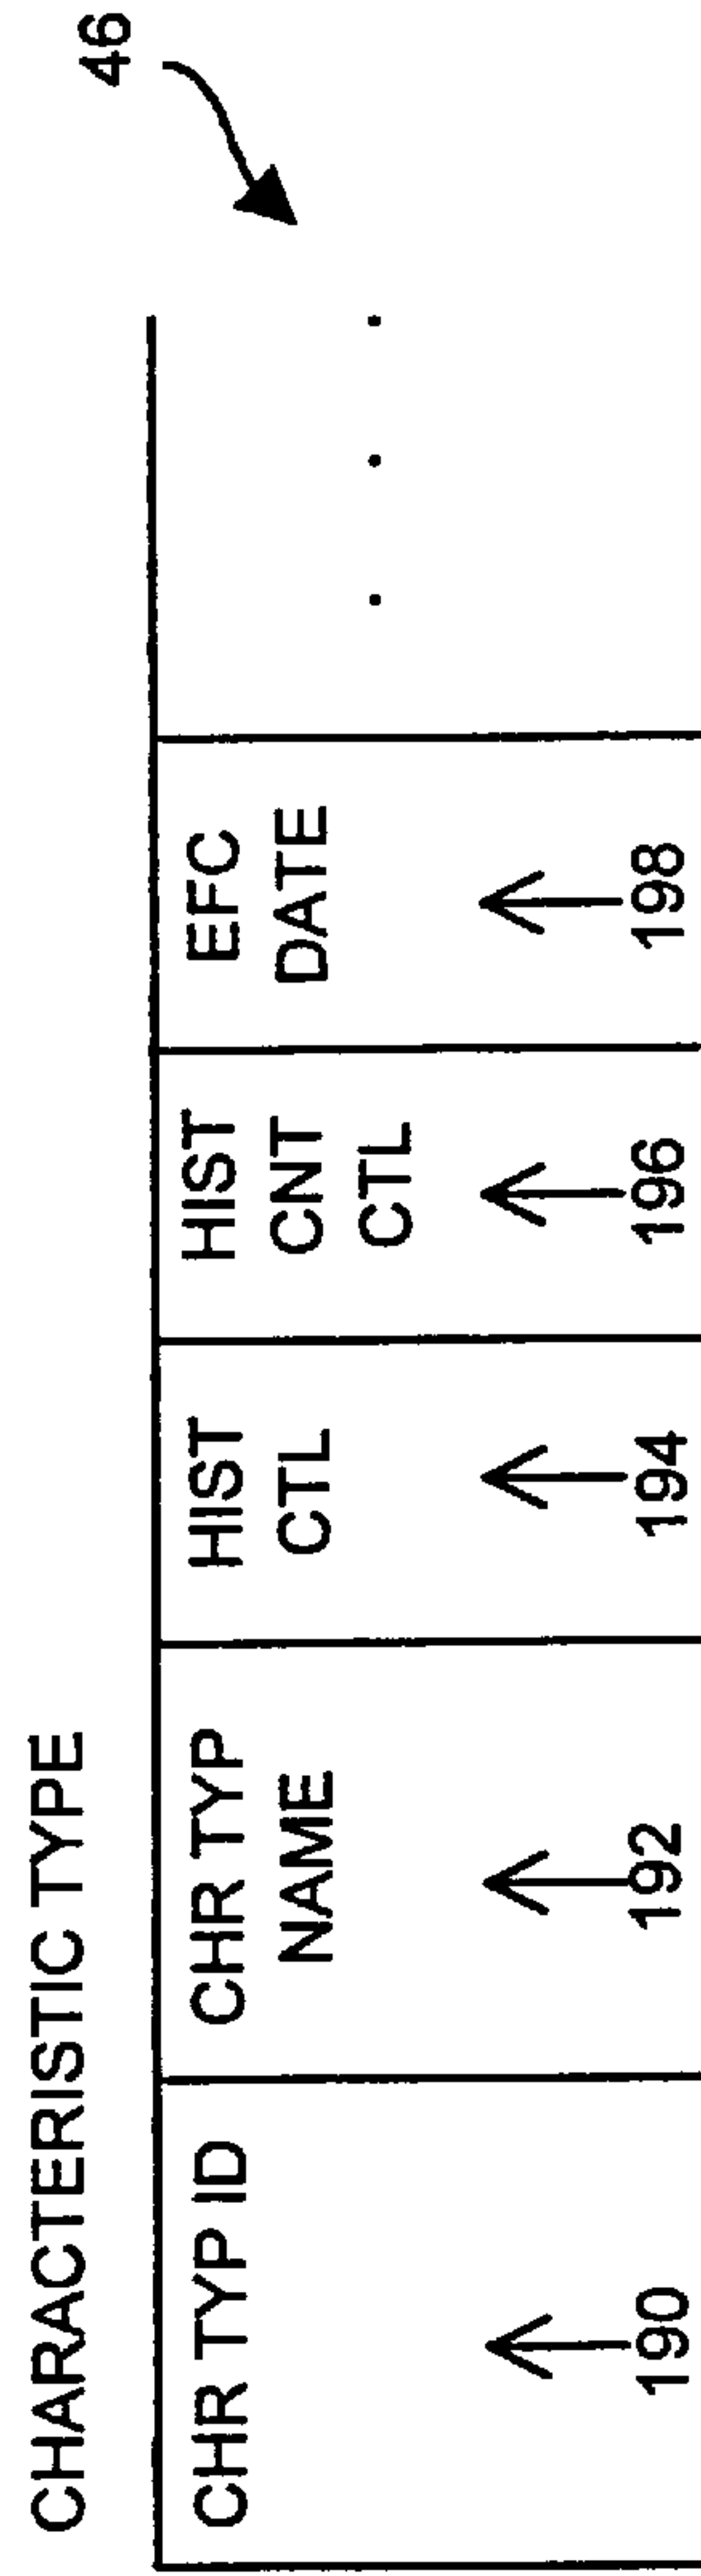 46
CHARACTERISTIC TYPE
CHR TYP ID
CHR TYP
NAME
HIST
CTL
HIST
CNT
CTL
EFC
DATE
190
192
194
196
198